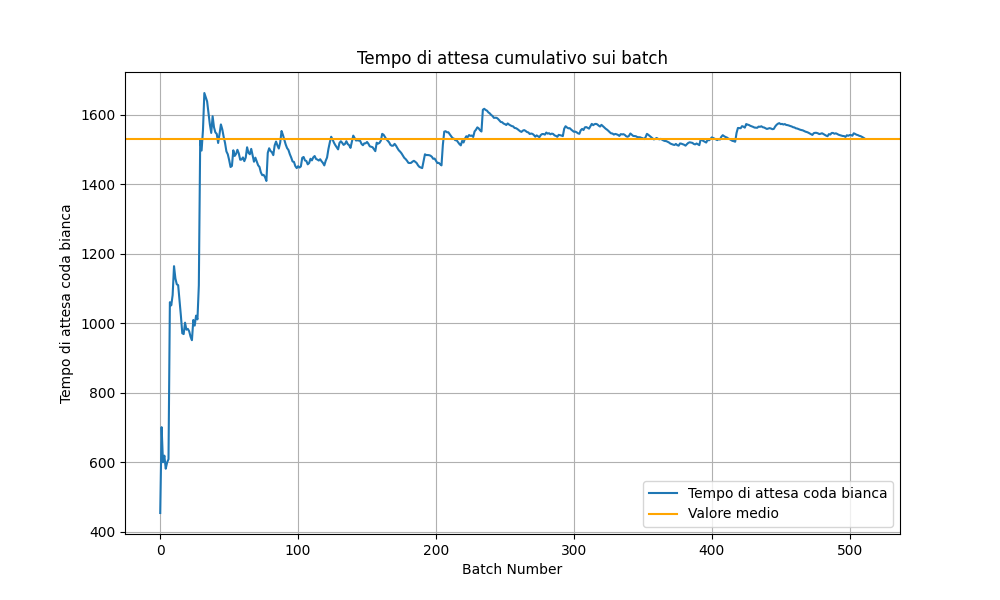 Tempo di attesa cumulativo sui batch
Tempo di attesa coda bianca
1600
1400
1200
1000
800
600
400
0 100 200 300 400 500
Batch Number
Tempo di attesa coda bianca
Valore medio